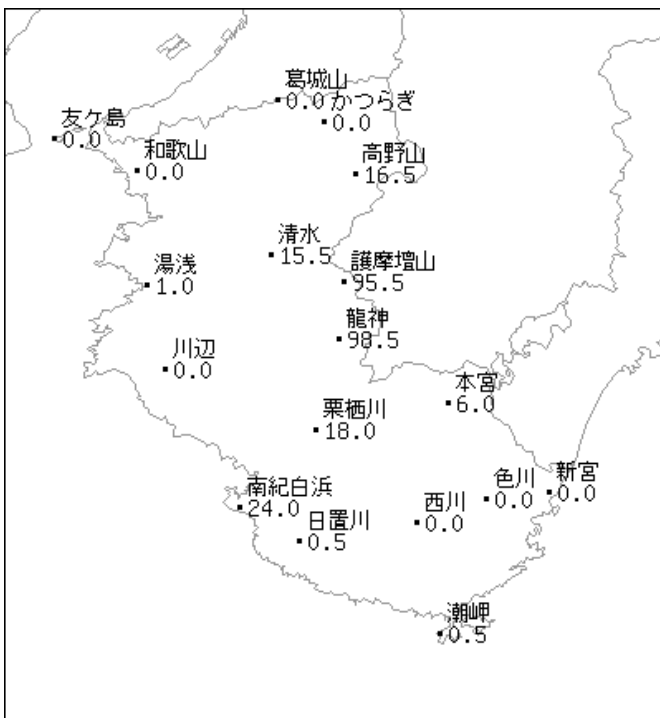 葛城山
0.0
かつらぎ
0.0
友ケ島
0.0
和歌山
0.0
高野山
16.5
清水
15.5
湯浅
1.0
護摩壇山
95.5
龍神
98.5
川辺
0.0
本宮
6.0
栗栖川
18.0
南紀白浜
24.0
日置川
0.5
西川
0.0
色川
0.0
新宮
0.0
潮岬
0.5